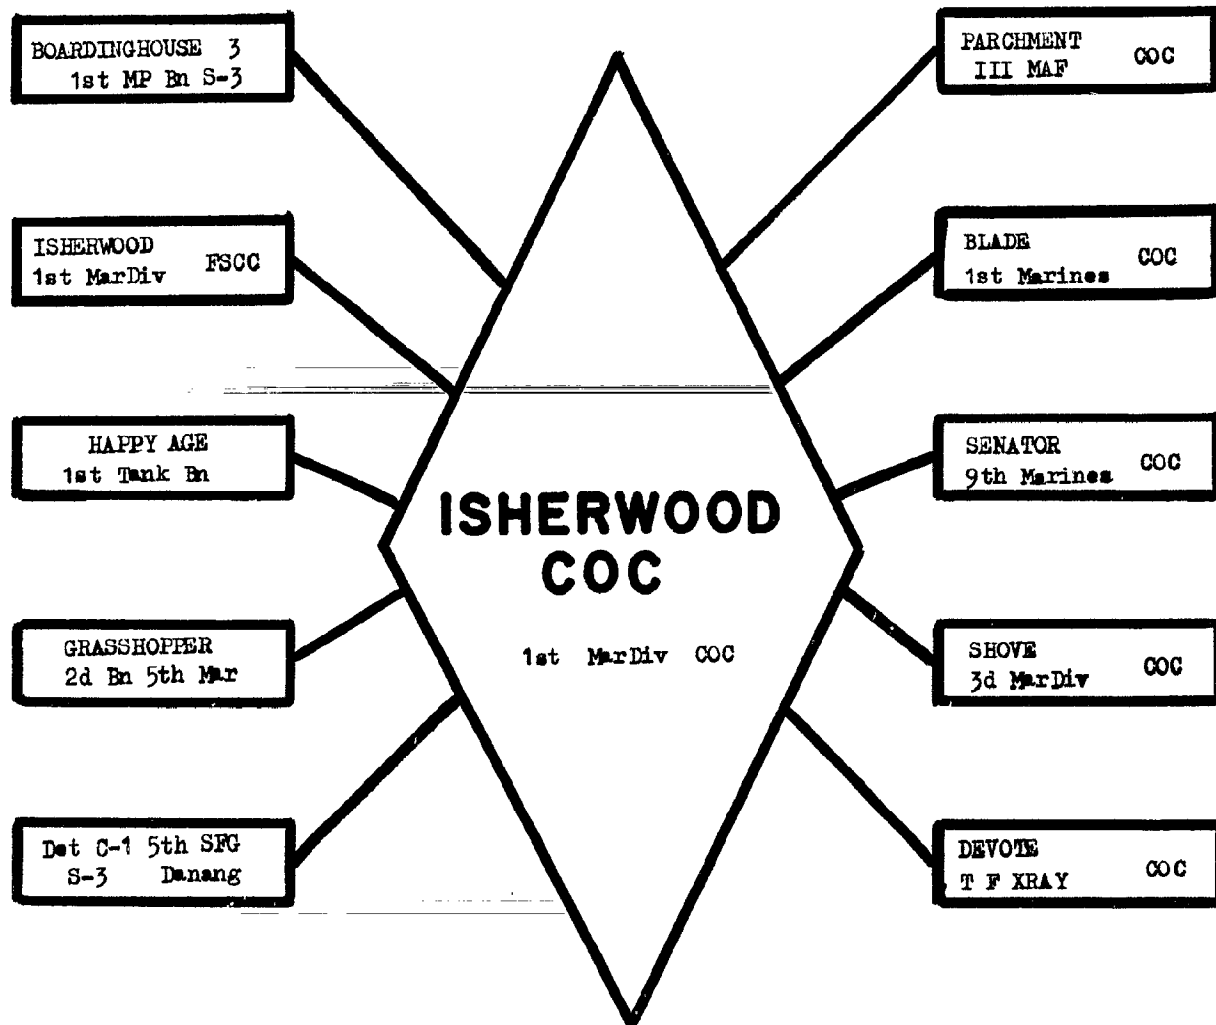 BOARDINGHOUSE 3
1st MP Bn S-3
ISHERWOOD
1st MarDiv FSCC
HAPPY AGE
1st Tank Bn
GRASSHOPPER
2d Bn 5th Mar
Det C-1 5th SFG
S-3 Danang
ISHERWOOD
COC
1st MarDiv COC
PARCHMENT COC
III MAF
BLADE COC
1st Marines
SENATOR COC
9th Marines
SHOVE COC
3d MarDiv
DEVOTE COC
T F XRAY